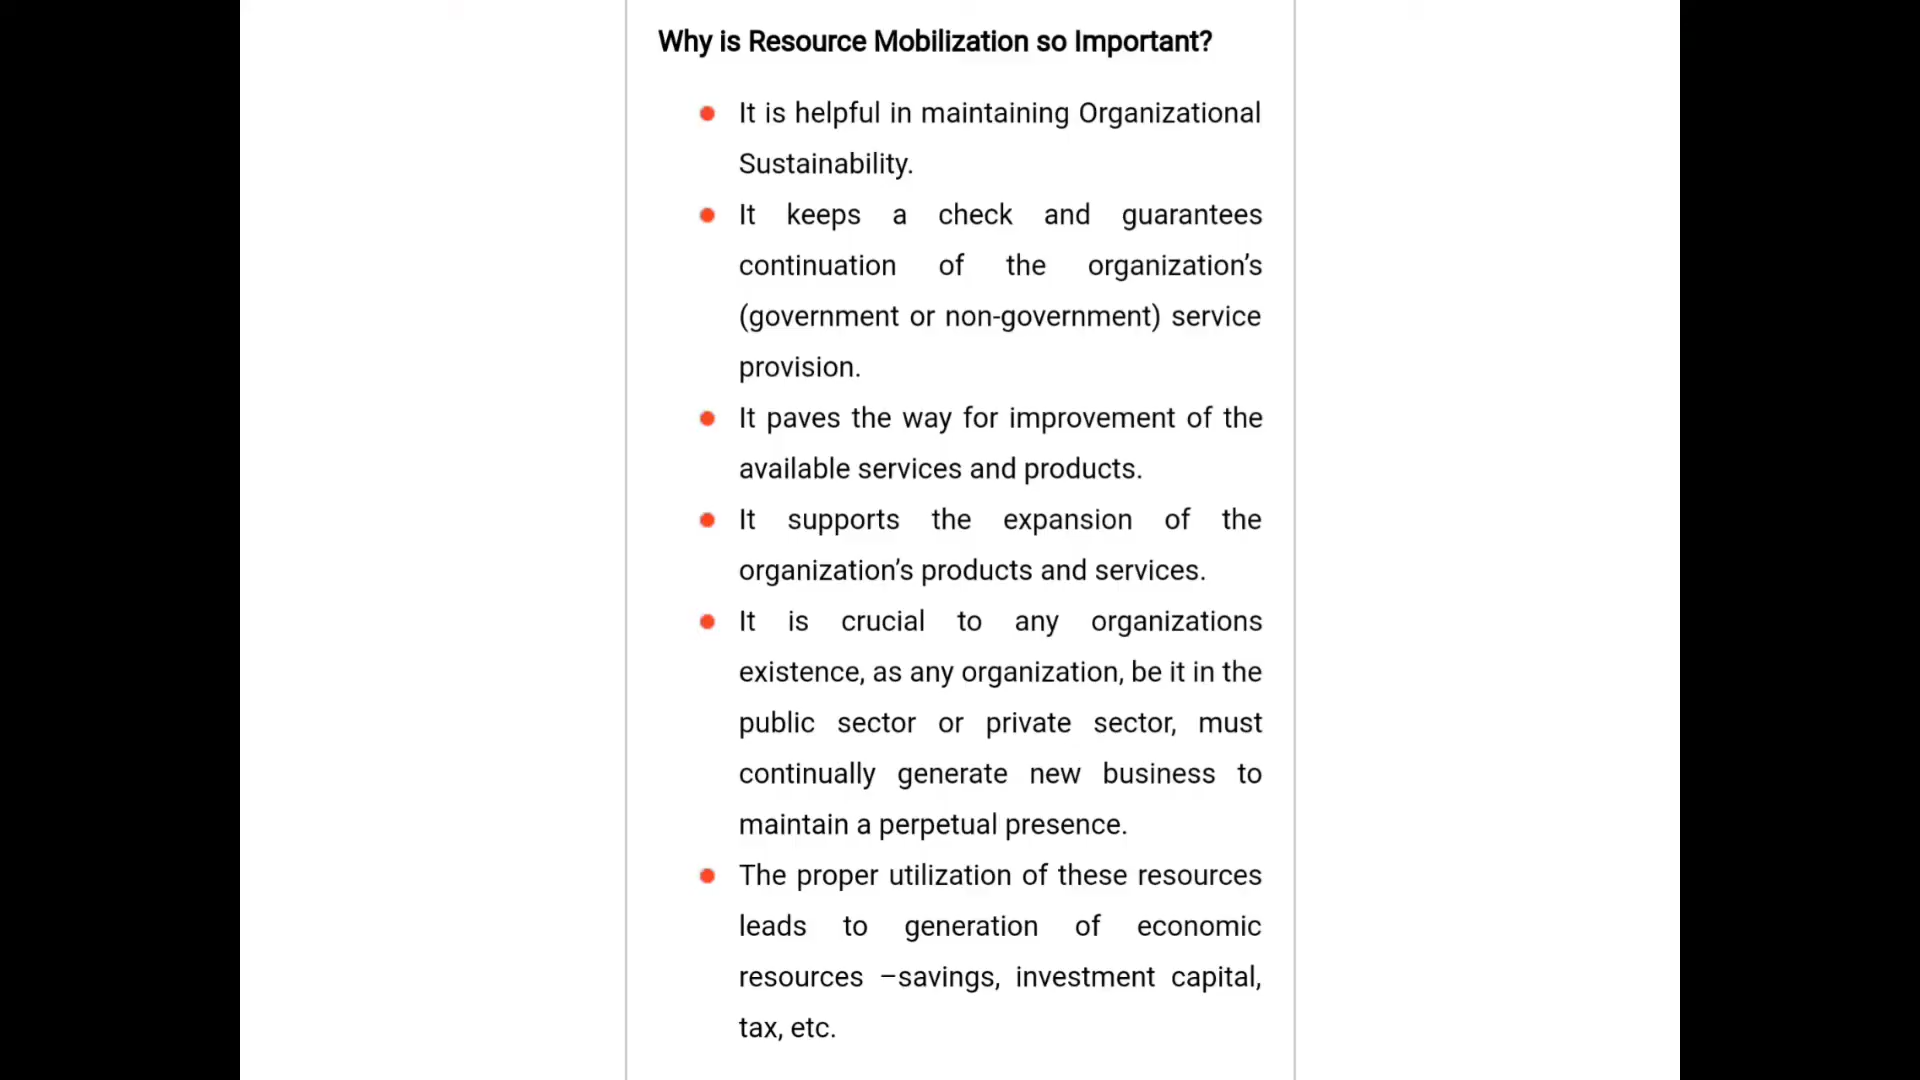 Why is Resource Mobilization so Important?
It is helpful in maintaining Organizational
Sustainability.
It keeps a check and guarantees
continuation of the organization’s
(government or non-government) service
provision.
It paves the way for improvement of the
available services and products.
It supports the expansion of the
organization’s products and services.
It is crucial to any organizations
existence, as any organization, be it in the
public sector or private sector, must
continually generate new business to
maintain a perpetual presence.
The proper utilization of these resources
leads to generation of economic
resources –savings, investment capital,
tax, etc.